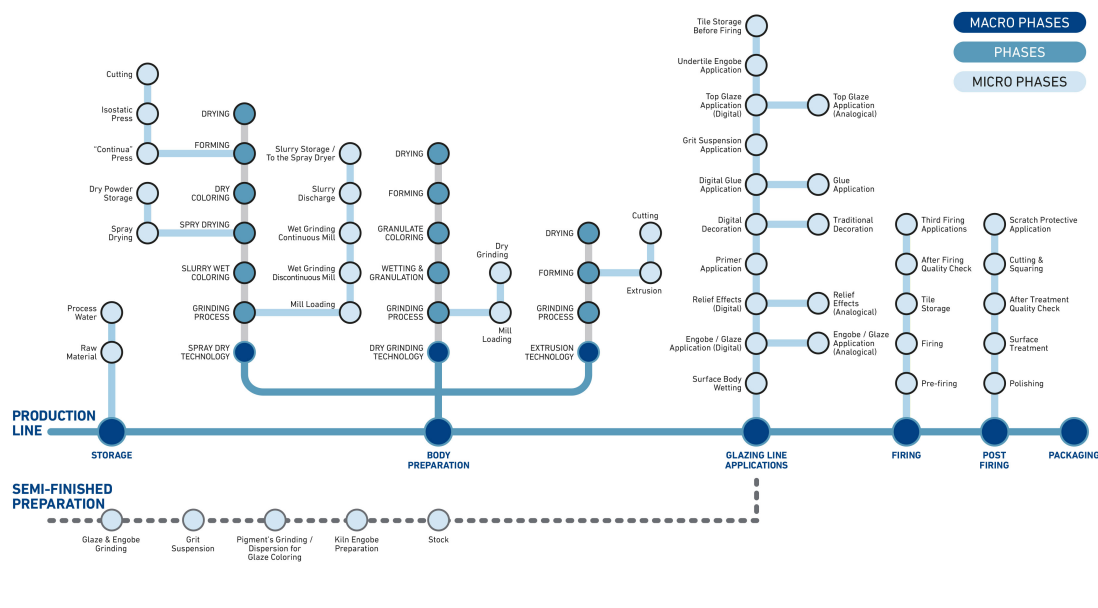 MACRO PHASES
PHASES
MICRO PHASES
Cutting
Isostatic
Press
"Continua"
Press
Dry Powder
Storage
Spray
Drying
Process
Water
Raw
Material
DRYING
FORMING
DRY
COLORING
SPRY DRYING
SLURRY WET
COLORING
GRINDING
PROCESS
SPRAY DRY
TECHNOLOGY
Slurry Storage /
To the Spray Dryer
Slurry
Discharge
Wet Grinding
Continuous Mill
Wet Grinding
Discontinuous Mill
Mill Loading
DRYING
FORMING
GRANULATE
COLORING
WETTING &
GRANULATION
GRINDING
PROCESS
DRY GRINDING
TECHNOLOGY
Dry
Grinding
Mill
Loading
DRYING
FORMING
GRINDING
PROCESS
EXTRUSION
TECHNOLOGY
Cutting
Extrusion
Tile Storage
Before Firing
Undertile Engobe
Application
Top Glaze
Application
(Digital)
Top Glaze
Application
(Analogical)
Grit Suspension
Application
Digital Glue
Application
Glue
Application
Digital
Decoration
Traditional
Decoration
Primer
Application
Relief Effects
(Digital)
Relief
Effects
(Analogical)
Engobe / Glaze
Application (Digital)
Engobe / Glaze
Application
(Analogical)
Surface Body
Wetting
Third Firing
Applications
After Firing
Quality Check
Tile
Storage
Firing
Pre-firing
Scratch Protective
Application
Cutting &
Squaring
After Treatment
Quality Check
Surface
Treatment
Polishing
PRODUCTION
LINE
STORAGE
BODY
PREPARATION
GLAZING LINE
APPLICATIONS
FIRING
POST
FIRING
PACKAGING
SEMI-FINISHED
PREPARATION
Glaze & Engobe
Grinding
Grit
Suspension
Pigment's Grinding /
Dispersion for
Glaze Coloring
Kiln Engobe
Preparation
Stock